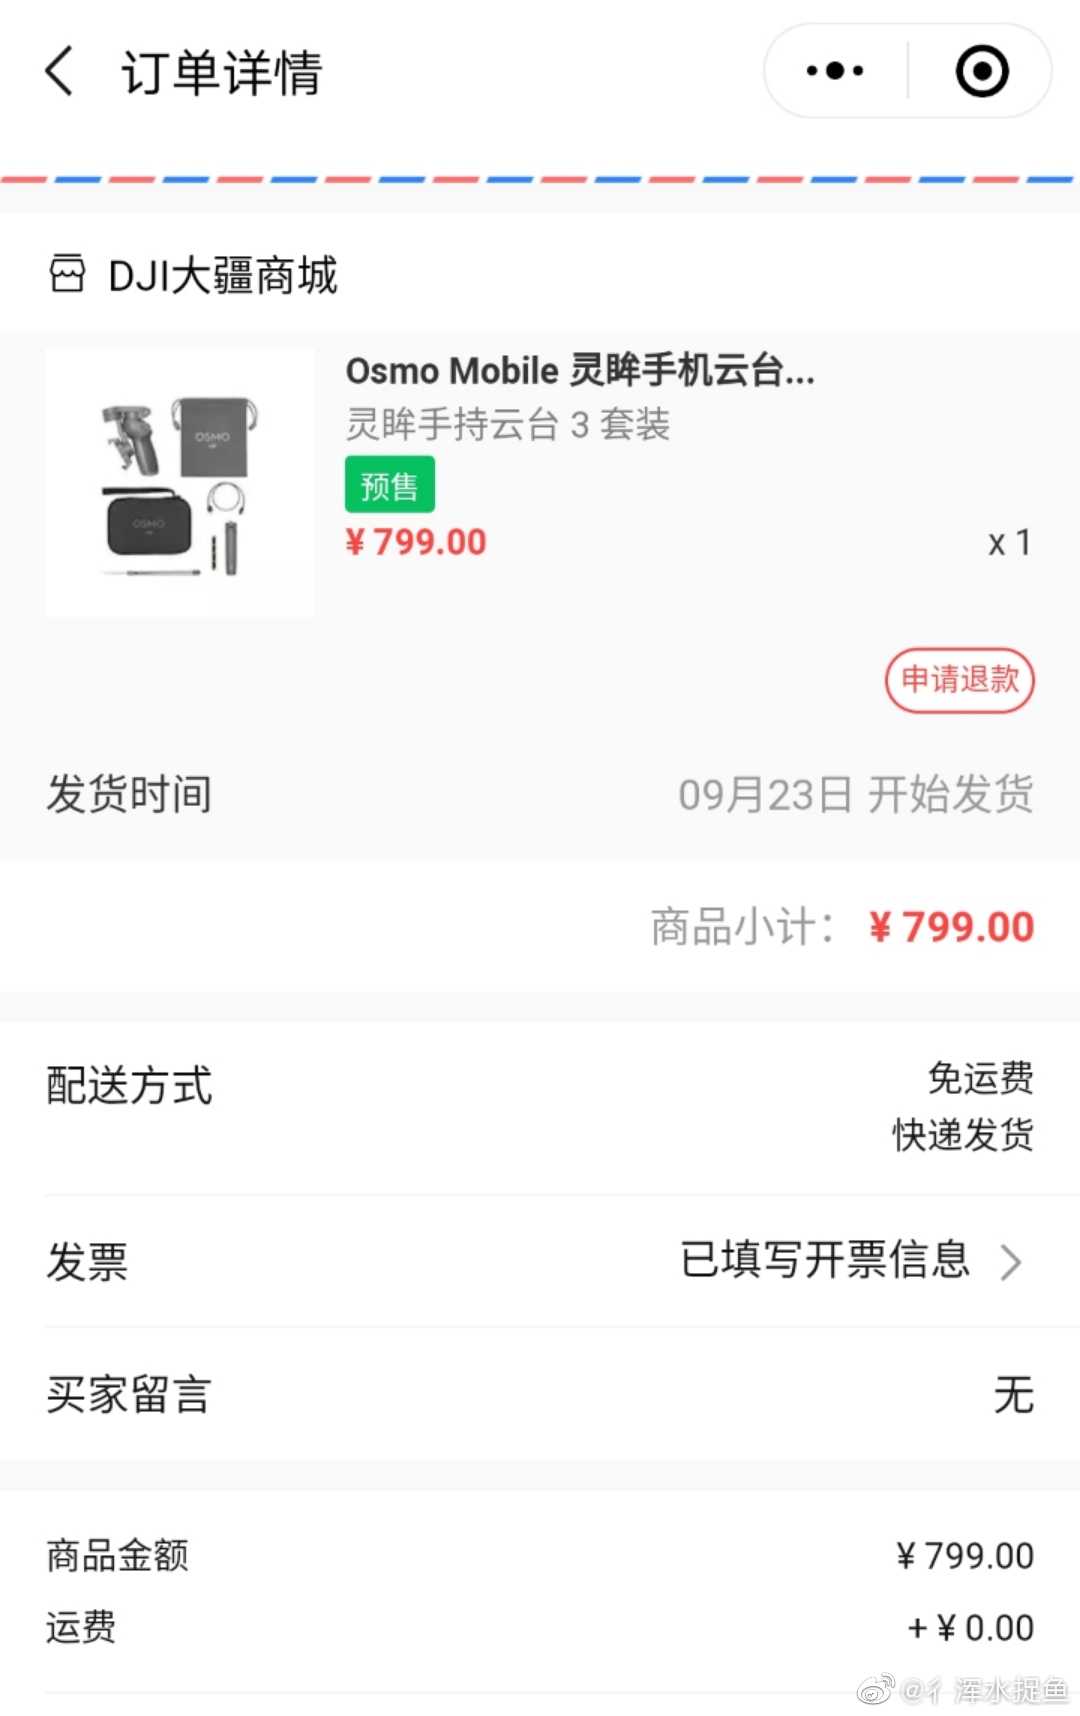 订单详情
DJI大疆商城
Osmo Mobile 灵眸手机云台...
灵眸手持云台 3 套装
预售
¥ 799.00
x 1
OSMO
OSMO
申请退款
发货时间
09月23日 开始发货
商品小计： ¥ 799.00
配送方式
免运费
快递发货
发票
已填写开票信息
买家留言
无
商品金额
¥ 799.00
运费
+ ¥ 0.00
@彳浑水捉鱼